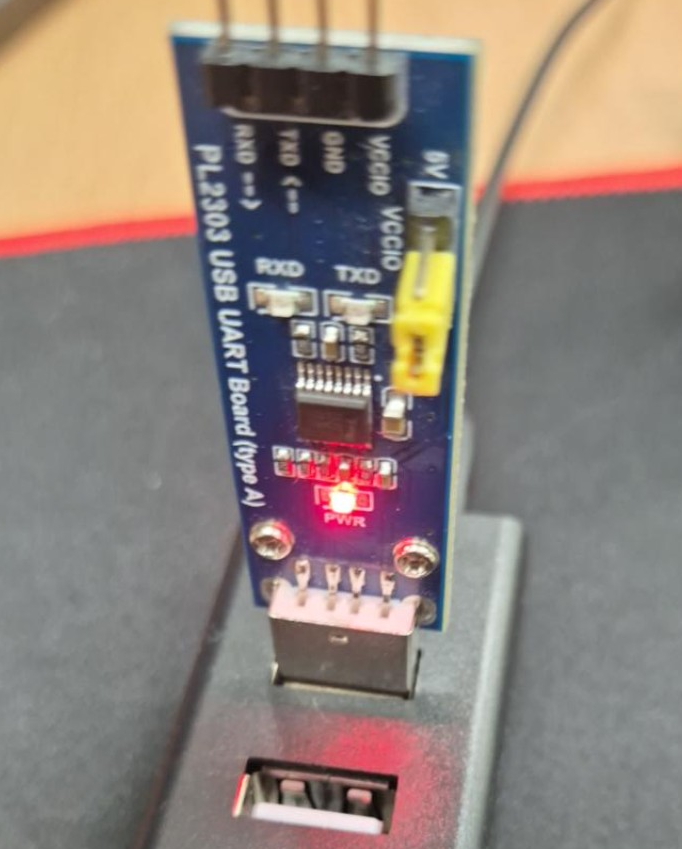 RXD -->
TXD <--
GND
VCCIO
5V
VCCIO
RXD
TXD
PL2303 USB UART Board (type A)
PWR